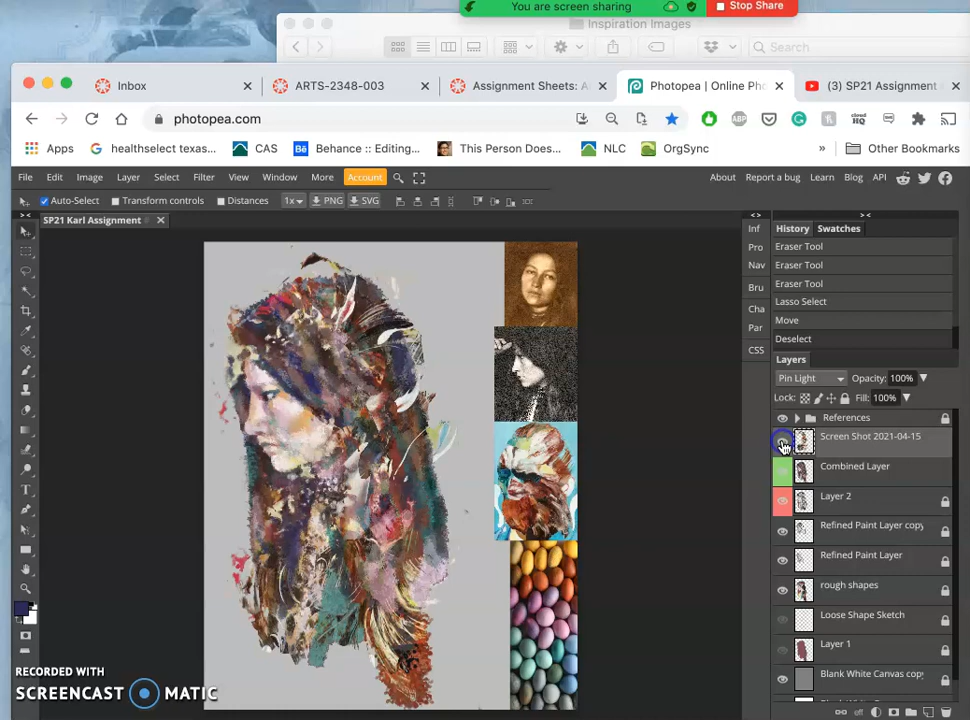 You are screen sharing
Stop Share
Inspiration Images
Search
Inbox
ARTS-2348-003
Assignment Sheets: A
Photopea | Online Pho
(3) SP21 Assignment
photopea.com
ABP
cloud HQ
Apps
healthselect texas...
CAS
Behance :: Editing...
This Person Does...
NLC
OrgSync
»
Other Bookmarks
File Edit Image Layer Select Filter View Window More Account
About Report a bug Learn Blog API
Auto-Select
Transform controls
Distances
1x
PNG
SVG
SP21 Karl Assignment
> <
< >
> <
Inf
Pro
Nav
Bru
Cha
Par
CSS
History Swatches
Eraser Tool
Eraser Tool
Eraser Tool
Lasso Select
Move
Deselect
Layers
Pin Light
Opacity: 100%
Lock:
Fill: 100%
References
Screen Shot 2021-04-15
Combined Layer
Layer 2
Refined Paint Layer copy
Refined Paint Layer
rough shapes
Loose Shape Sketch
Layer 1
Blank White Canvas copy
RECORDED WITH
SCREENCAST MATIC